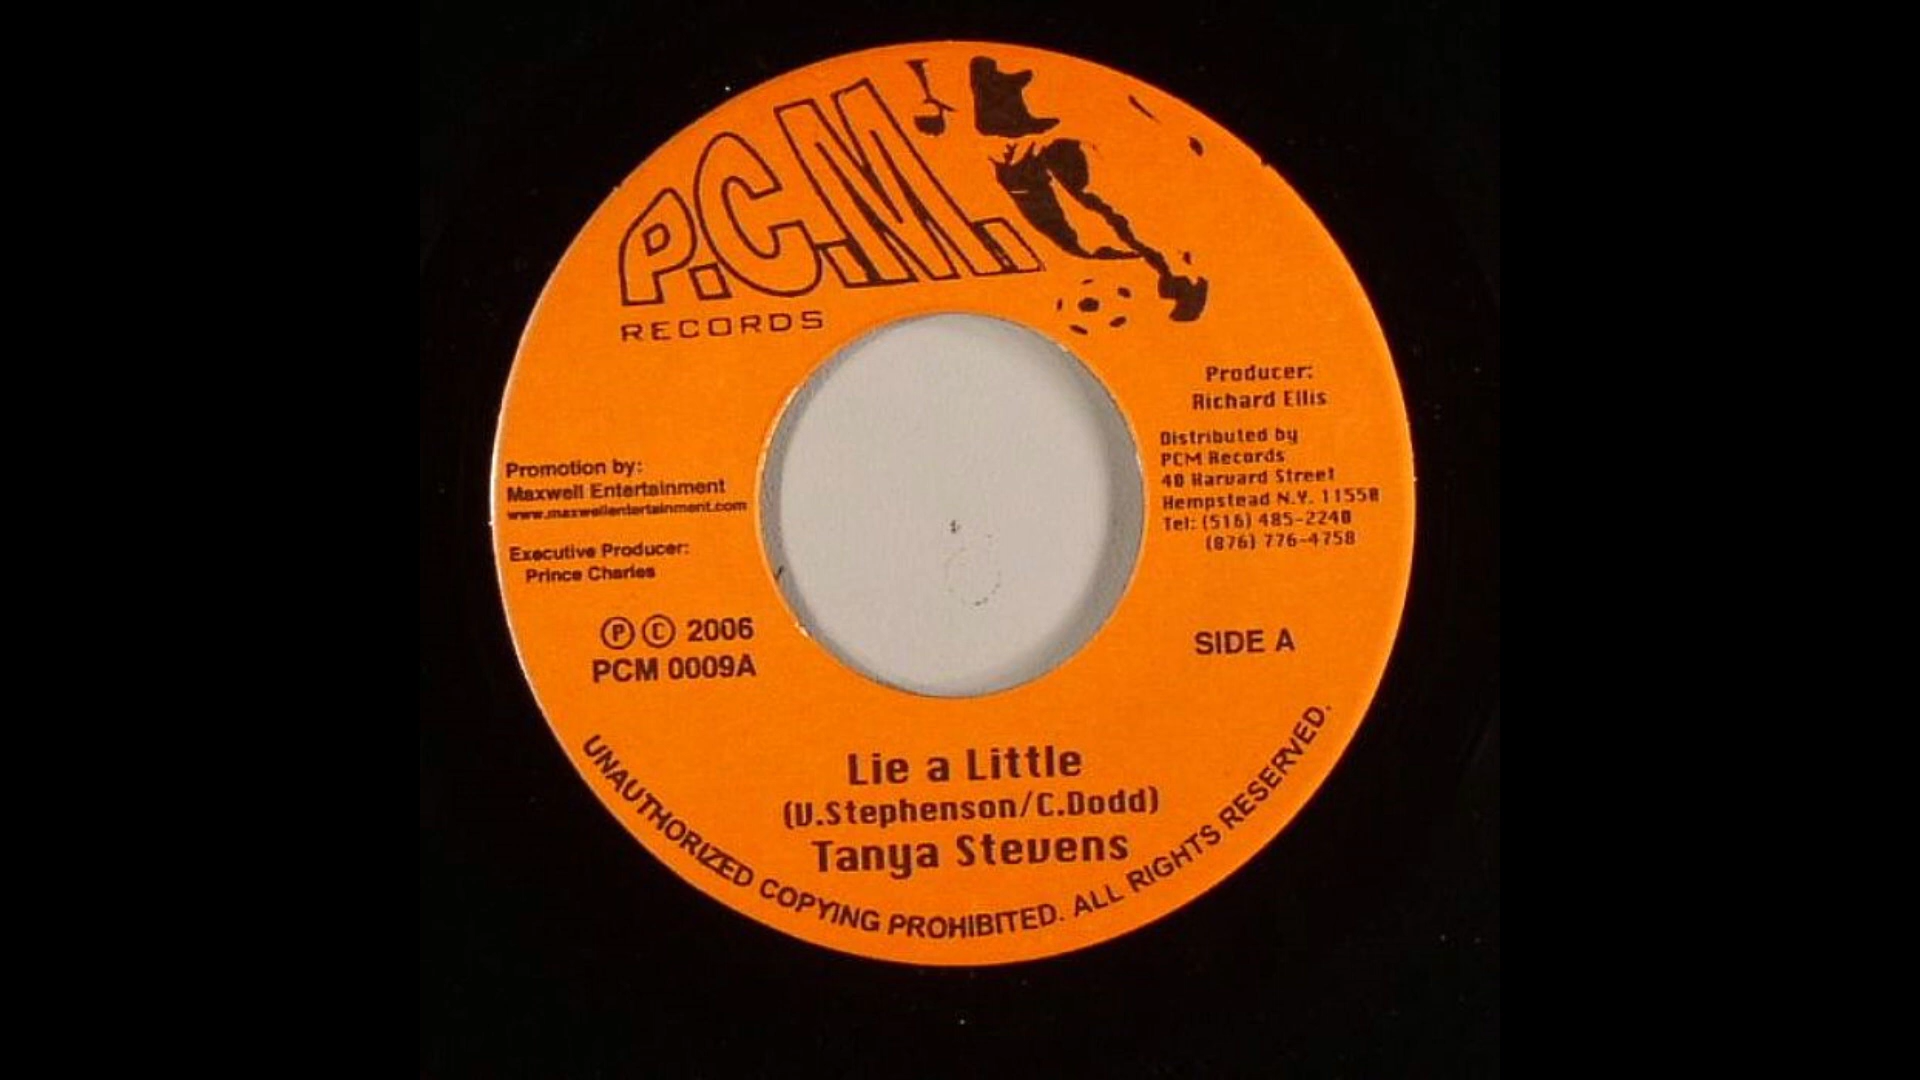 P.C.M.
RECORDS
Producer:
Richard Ellis
Distributed by
PCM Records
40 Harvard Street
Hempstead N.Y. 11550
Tel: (516) 485-2240
(876) 776-4758
Promotion by:
Maxwell Entertainment
www.maxwellentertainment.com
Executive Producer:
Prince Charles
Ⓟ © 2006
PCM 0009A
SIDE A
Lie a Little
(V.Stephenson/C.Dodd)
Tanya Stevens
UNAUTHORIZED COPYING PROHIBITED. ALL RIGHTS RESERVED.